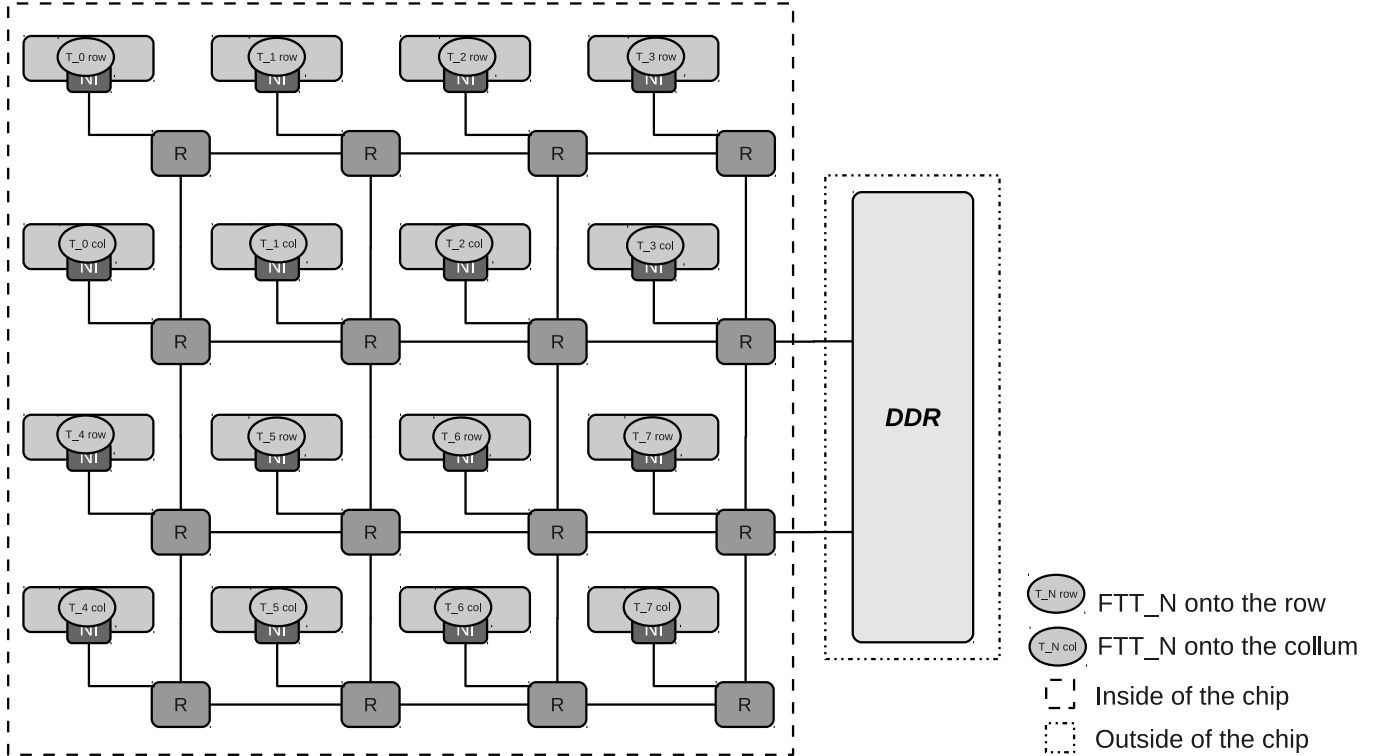 T_0 row T_1 row T_2 row T_3 row
NI NI NI NI
R R R R
T_0 col T_1 col T_2 col T_3 col
NI NI NI NI
R R R R
DDR
T_4 row T_5 row T_6 row T_7 row
NI NI NI NI
R R R R
T_4 col T_5 col T_6 col T_7 col
NI NI NI NI
R R R R
T_N row FTT_N onto the row
T_N col FTT_N onto the collum
Inside of the chip
Outside of the chip